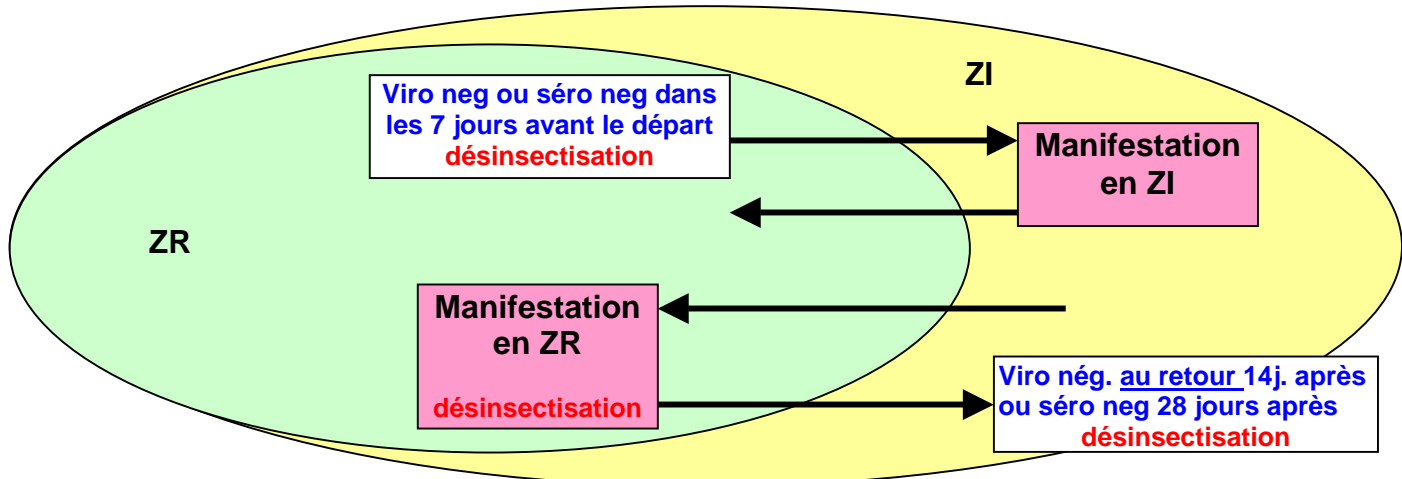 ZI
Viro neg ou séro neg dans
les 7 jours avant le départ
désinsectisation
Manifestation
en ZI
ZR
Manifestation
en ZR
désinsectisation
Viro nég. au retour 14j. après
ou séro neg 28 jours après
désinsectisation